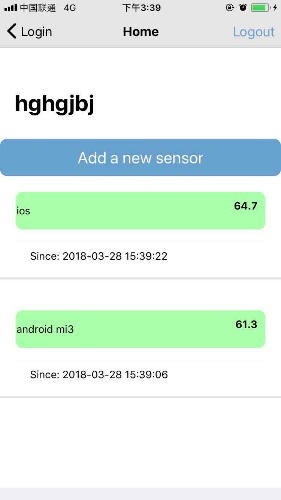 中国联通 4G 下午3:39
Login Home Logout
hghgjbj
Add a new sensor
ios 64.7
Since: 2018-03-28 15:39:22
android mi3 61.3
Since: 2018-03-28 15:39:06